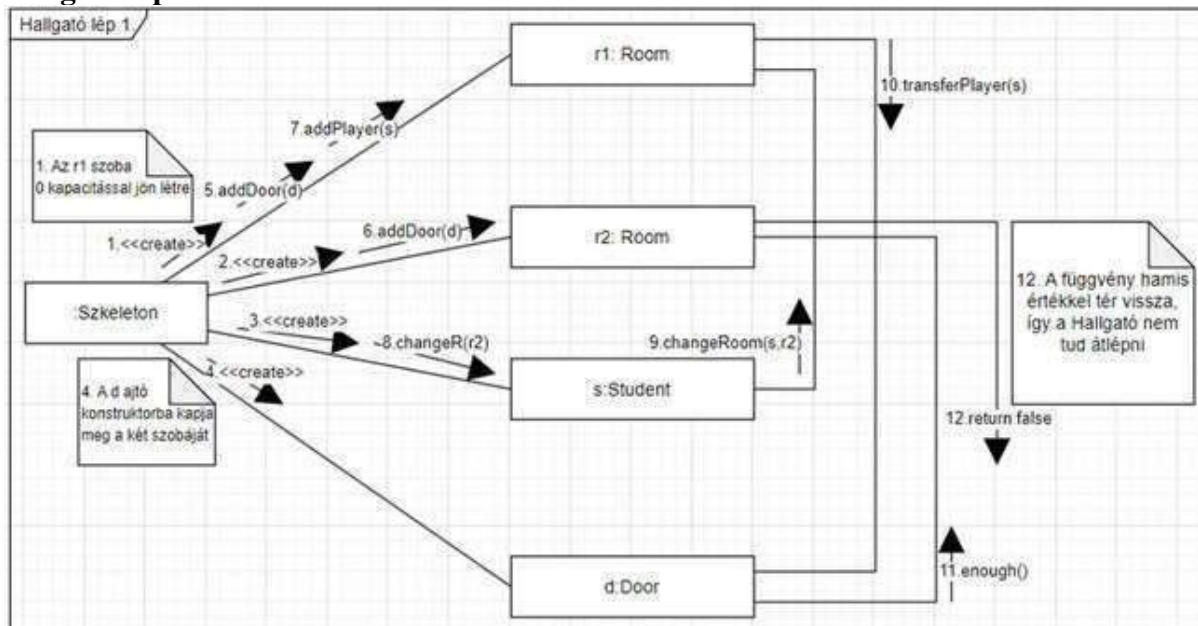 Hallgató lép 1
r1: Room
10.transferPlayer(s)
7.addPlayer(s)
1. Az r1 szoba
0 kapacitással jön létre
5.addDoor(d)
6.addDoor(d)
r2: Room
1.<<create>>
2.<<create>>
12. A függvény hamis
értékkel tér vissza,
így a Hallgató nem
tud átlépni
:Szkeleton
3.<<create>>
8.changeR(r2)
9.changeRoom(s,r2)
4.<<create>>
s:Student
4. A d ajtó
konstruktorba kapja
meg a két szobáját
12.return false
d:Door
11.enough()